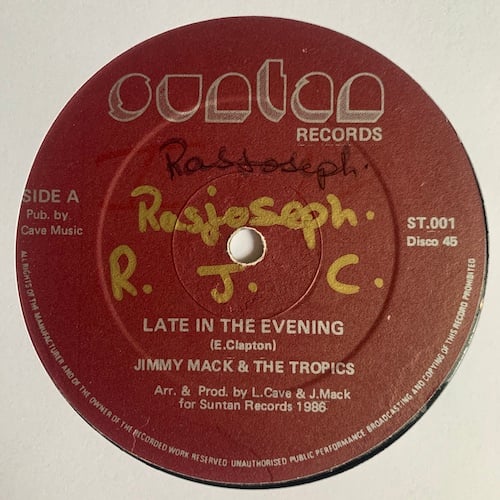 suntan
RECORDS
Rasjoseph.
SIDE A
Pub. by
Cave Music
Rasjoseph.
ST.001
Disco 45
R. J. C.
LATE IN THE EVENING
(E.Clapton)
JIMMY MACK & THE TROPICS
Arr. & Prod. by L.Cave & J.Mack
for Suntan Records 1986
ALL RIGHTS OF THE MANUFACTURER AND OF THE OWNER OF THE RECORDED WORK RESERVED UNAUTHORISED PUBLIC PERFORMANCE BROADCASTING AND COPYING OF THIS RECORD PROHIBITED